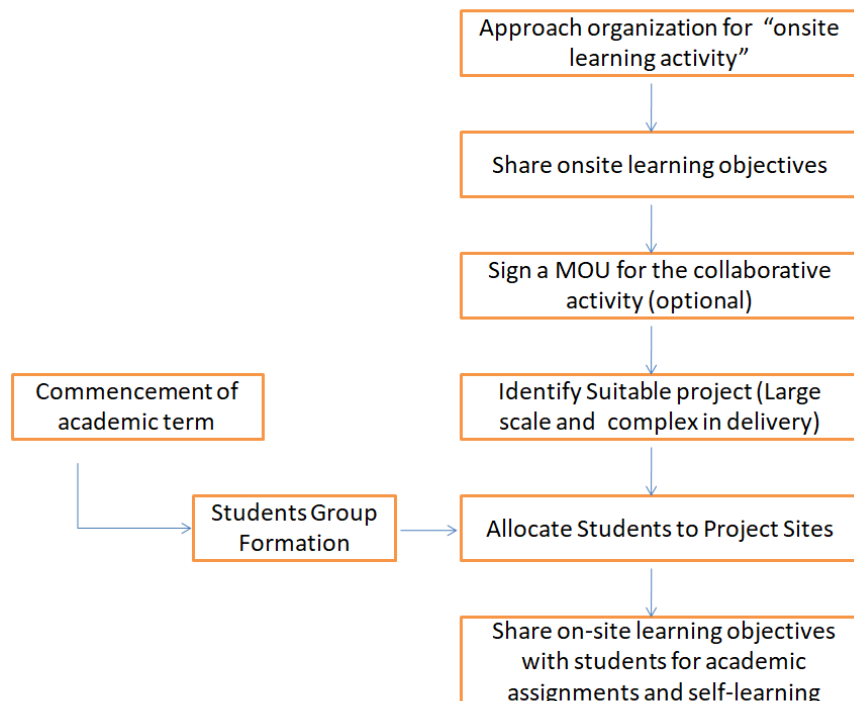 Approach organization for “onsite
learning activity”
Share onsite learning objectives
Sign a MOU for the collaborative
activity (optional)
Commencement of
academic term
Identify Suitable project (Large
scale and complex in delivery)
Students Group
Formation
Allocate Students to Project Sites
Share on-site learning objectives
with students for academic
assignments and self-learning